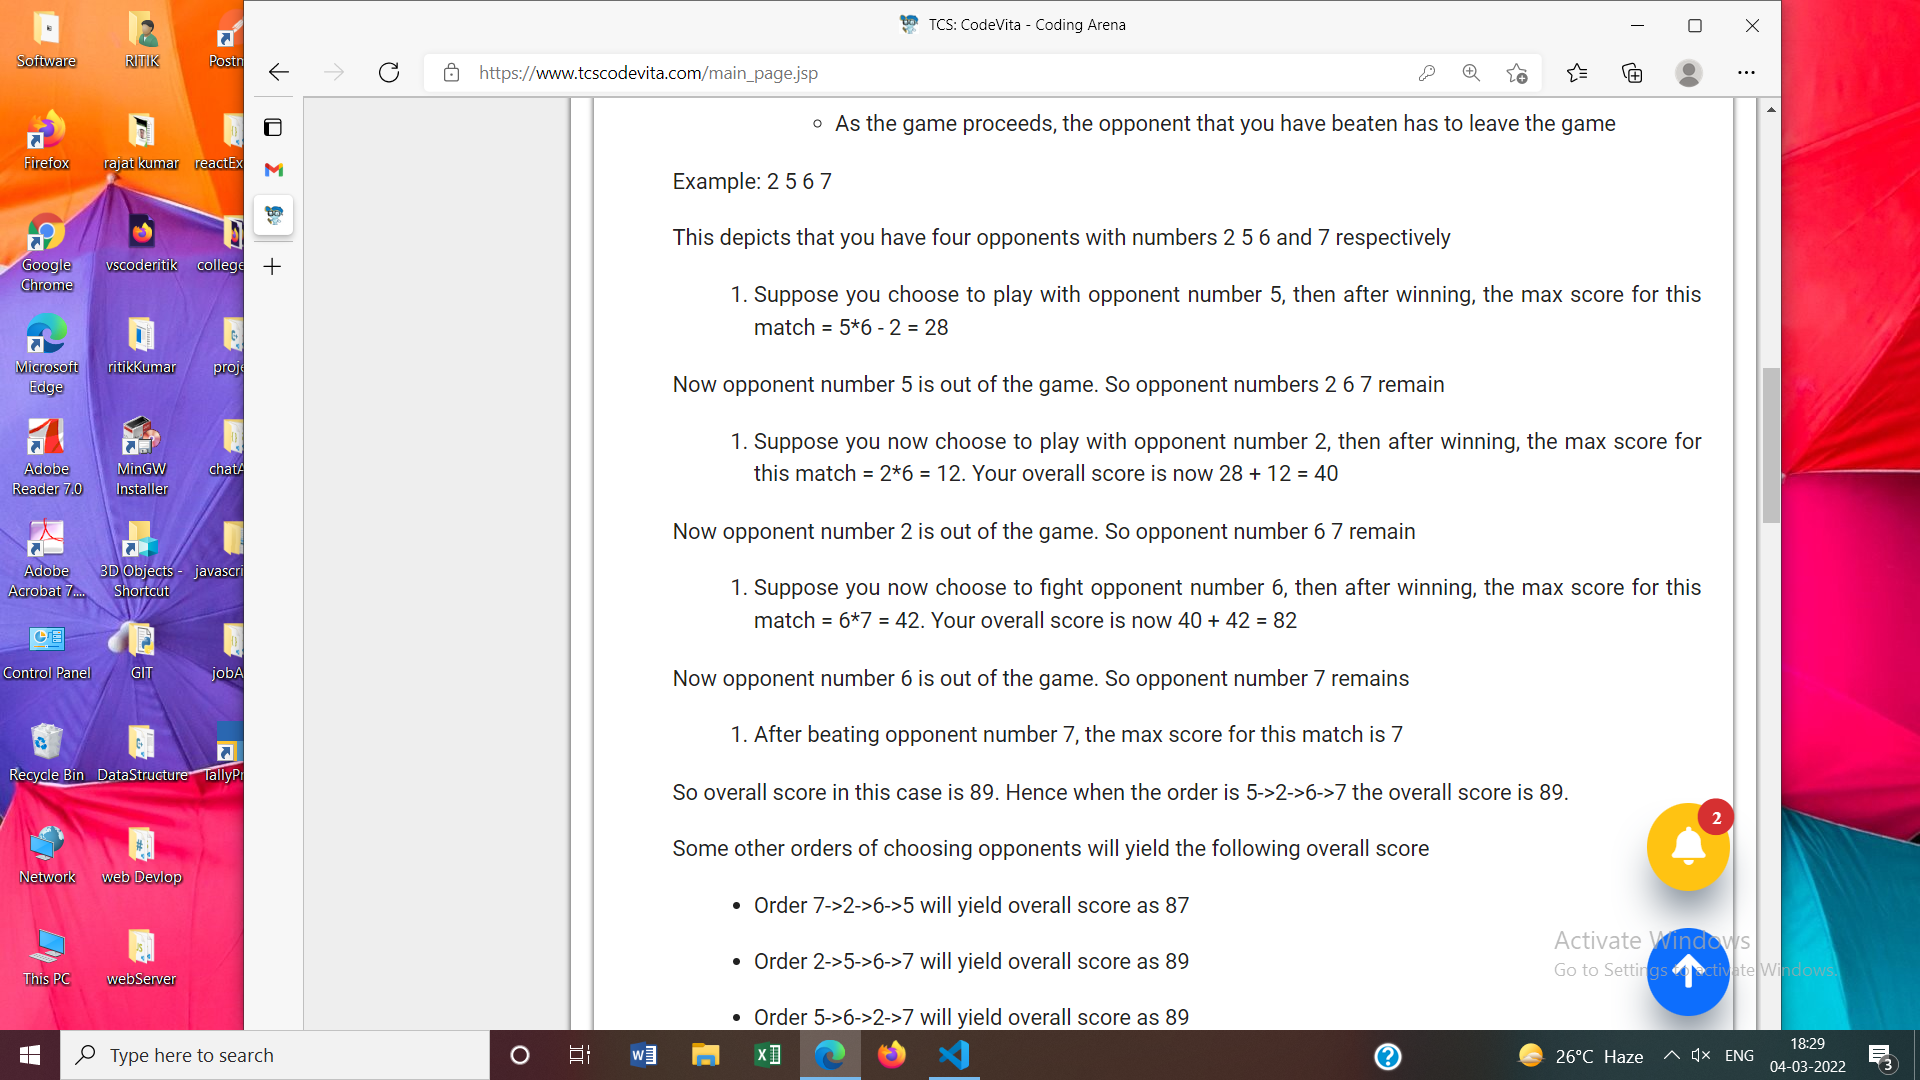 TCS: CodeVita - Coding Arena
https://www.tcscodevita.com/main_page.jsp
Software
RITIK
Firefox
rajat kumar
Google
Chrome
vscoderitik
college
Microsoft
Edge
ritikKumar
Adobe
Reader 7.0
MinGW
Installer
Adobe
Acrobat 7....
3D Objects -
Shortcut
Control Panel
GIT
Recycle Bin
DataStructure
Network
web Devlop
This PC
webServer
As the game proceeds, the opponent that you have beaten has to leave the game
Example: 2 5 6 7
This depicts that you have four opponents with numbers 2 5 6 and 7 respectively
1. Suppose you choose to play with opponent number 5, then after winning, the max score for this
match = 5*6 - 2 = 28
Now opponent number 5 is out of the game. So opponent numbers 2 6 7 remain
1. Suppose you now choose to play with opponent number 2, then after winning, the max score for
this match = 2*6 = 12. Your overall score is now 28 + 12 = 40
Now opponent number 2 is out of the game. So opponent number 6 7 remain
1. Suppose you now choose to fight opponent number 6, then after winning, the max score for this
match = 6*7 = 42. Your overall score is now 40 + 42 = 82
Now opponent number 6 is out of the game. So opponent number 7 remains
1. After beating opponent number 7, the max score for this match is 7
So overall score in this case is 89. Hence when the order is 5->2->6->7 the overall score is 89.
Some other orders of choosing opponents will yield the following overall score
• Order 7->2->6->5 will yield overall score as 87
• Order 2->5->6->7 will yield overall score as 89
• Order 5->6->2->7 will yield overall score as 89
2
Activate Windows
Go to Settings to activate Windows.
Type here to search
26°C Haze
ENG
18:29
04-03-2022
3